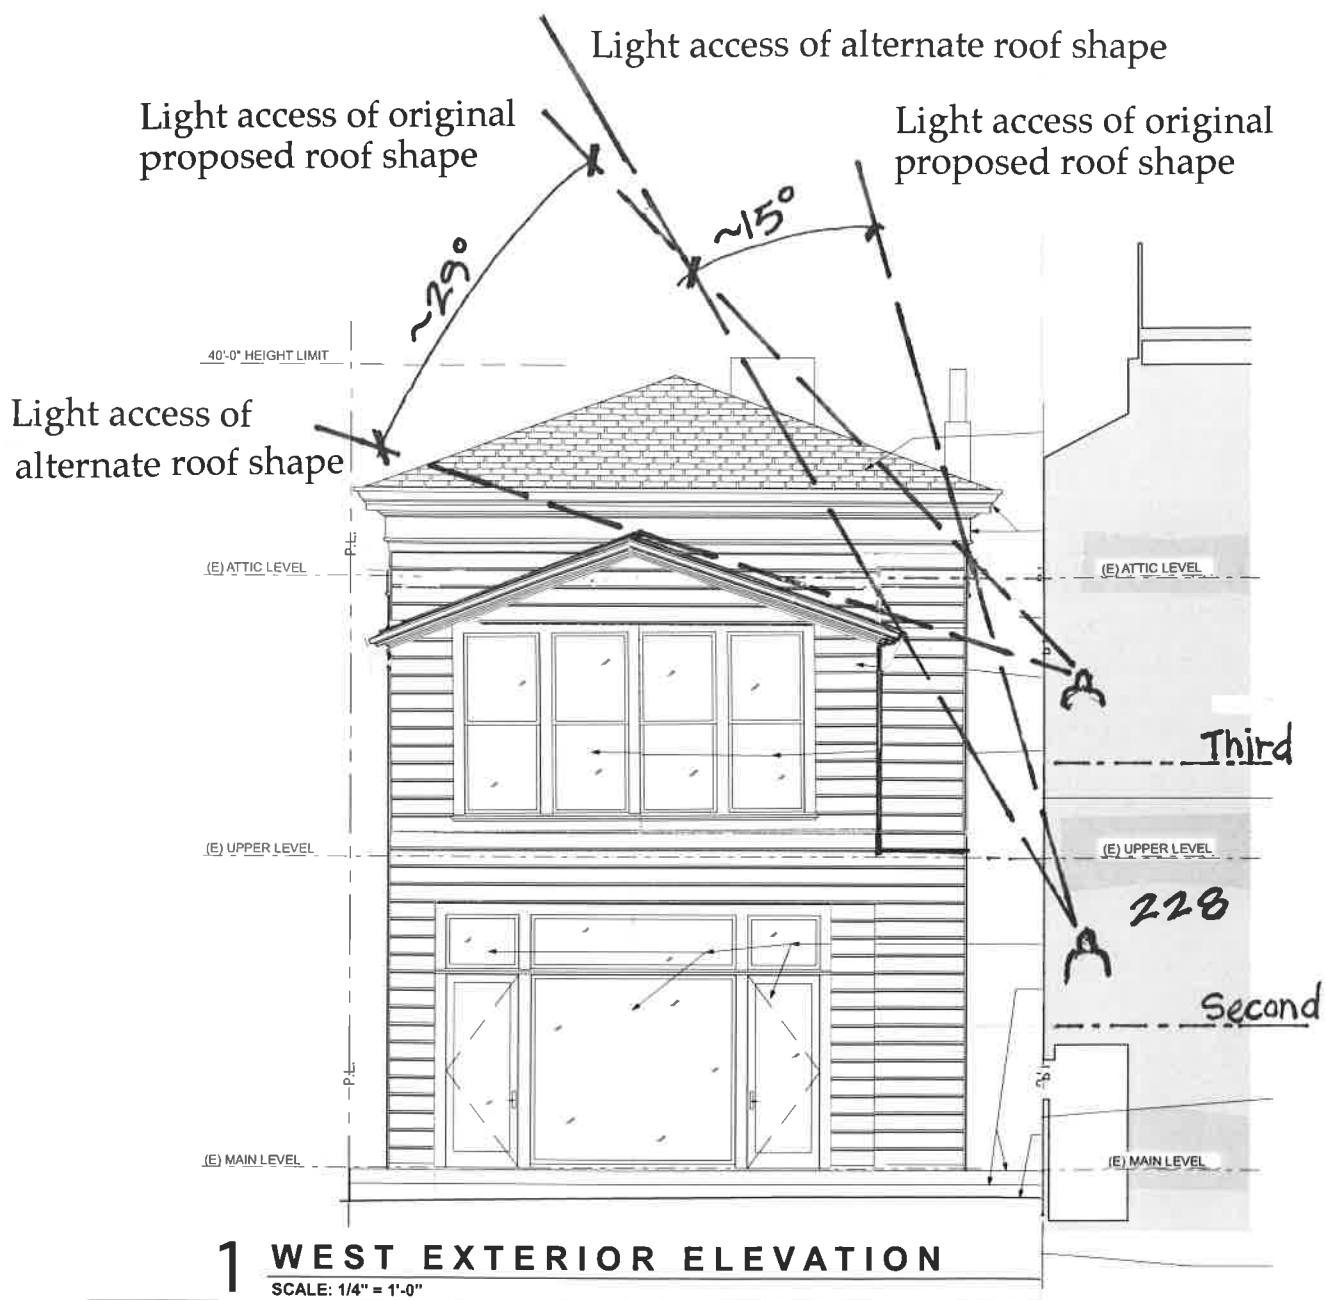 Light access of alternate roof shape
Light access of original
proposed roof shape
Light access of original
proposed roof shape
~15°
~29°
40'-0" HEIGHT LIMIT
Light access of
alternate roof shape
P.L.
(E) ATTIC LEVEL
(E) ATTIC LEVEL
Third
(E) UPPER LEVEL
(E) UPPER LEVEL
228
Second
P.L.
(E) MAIN LEVEL
(E) MAIN LEVEL
1 WEST EXTERIOR ELEVATION
SCALE: 1/4" = 1'-0"